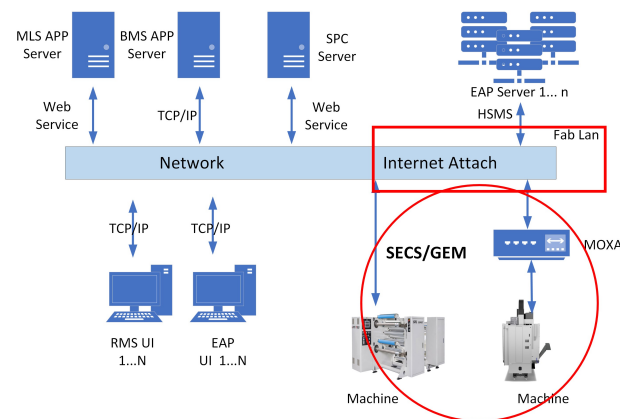 MLS APP
Server
BMS APP
Server
SPC
Server
EAP Server 1... n
Web
Service
TCP/IP
Web
Service
HSMS
Fab Lan
Network
Internet Attach
TCP/IP
TCP/IP
SECS/GEM
MOXA
RMS UI
1...N
EAP
UI 1...N
Machine
Machine